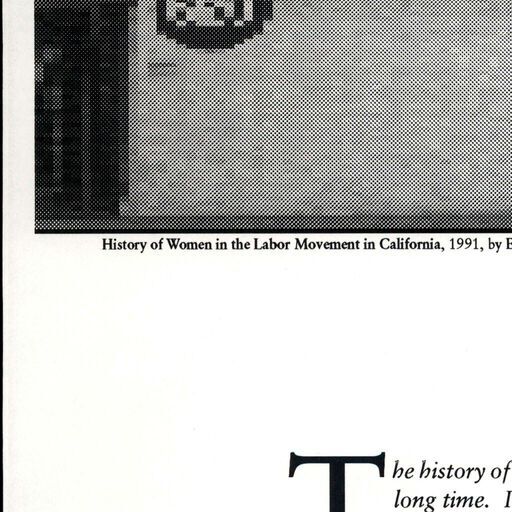 History of Women in the Labor Movement in California, 1991, by E
The history of
long time. I